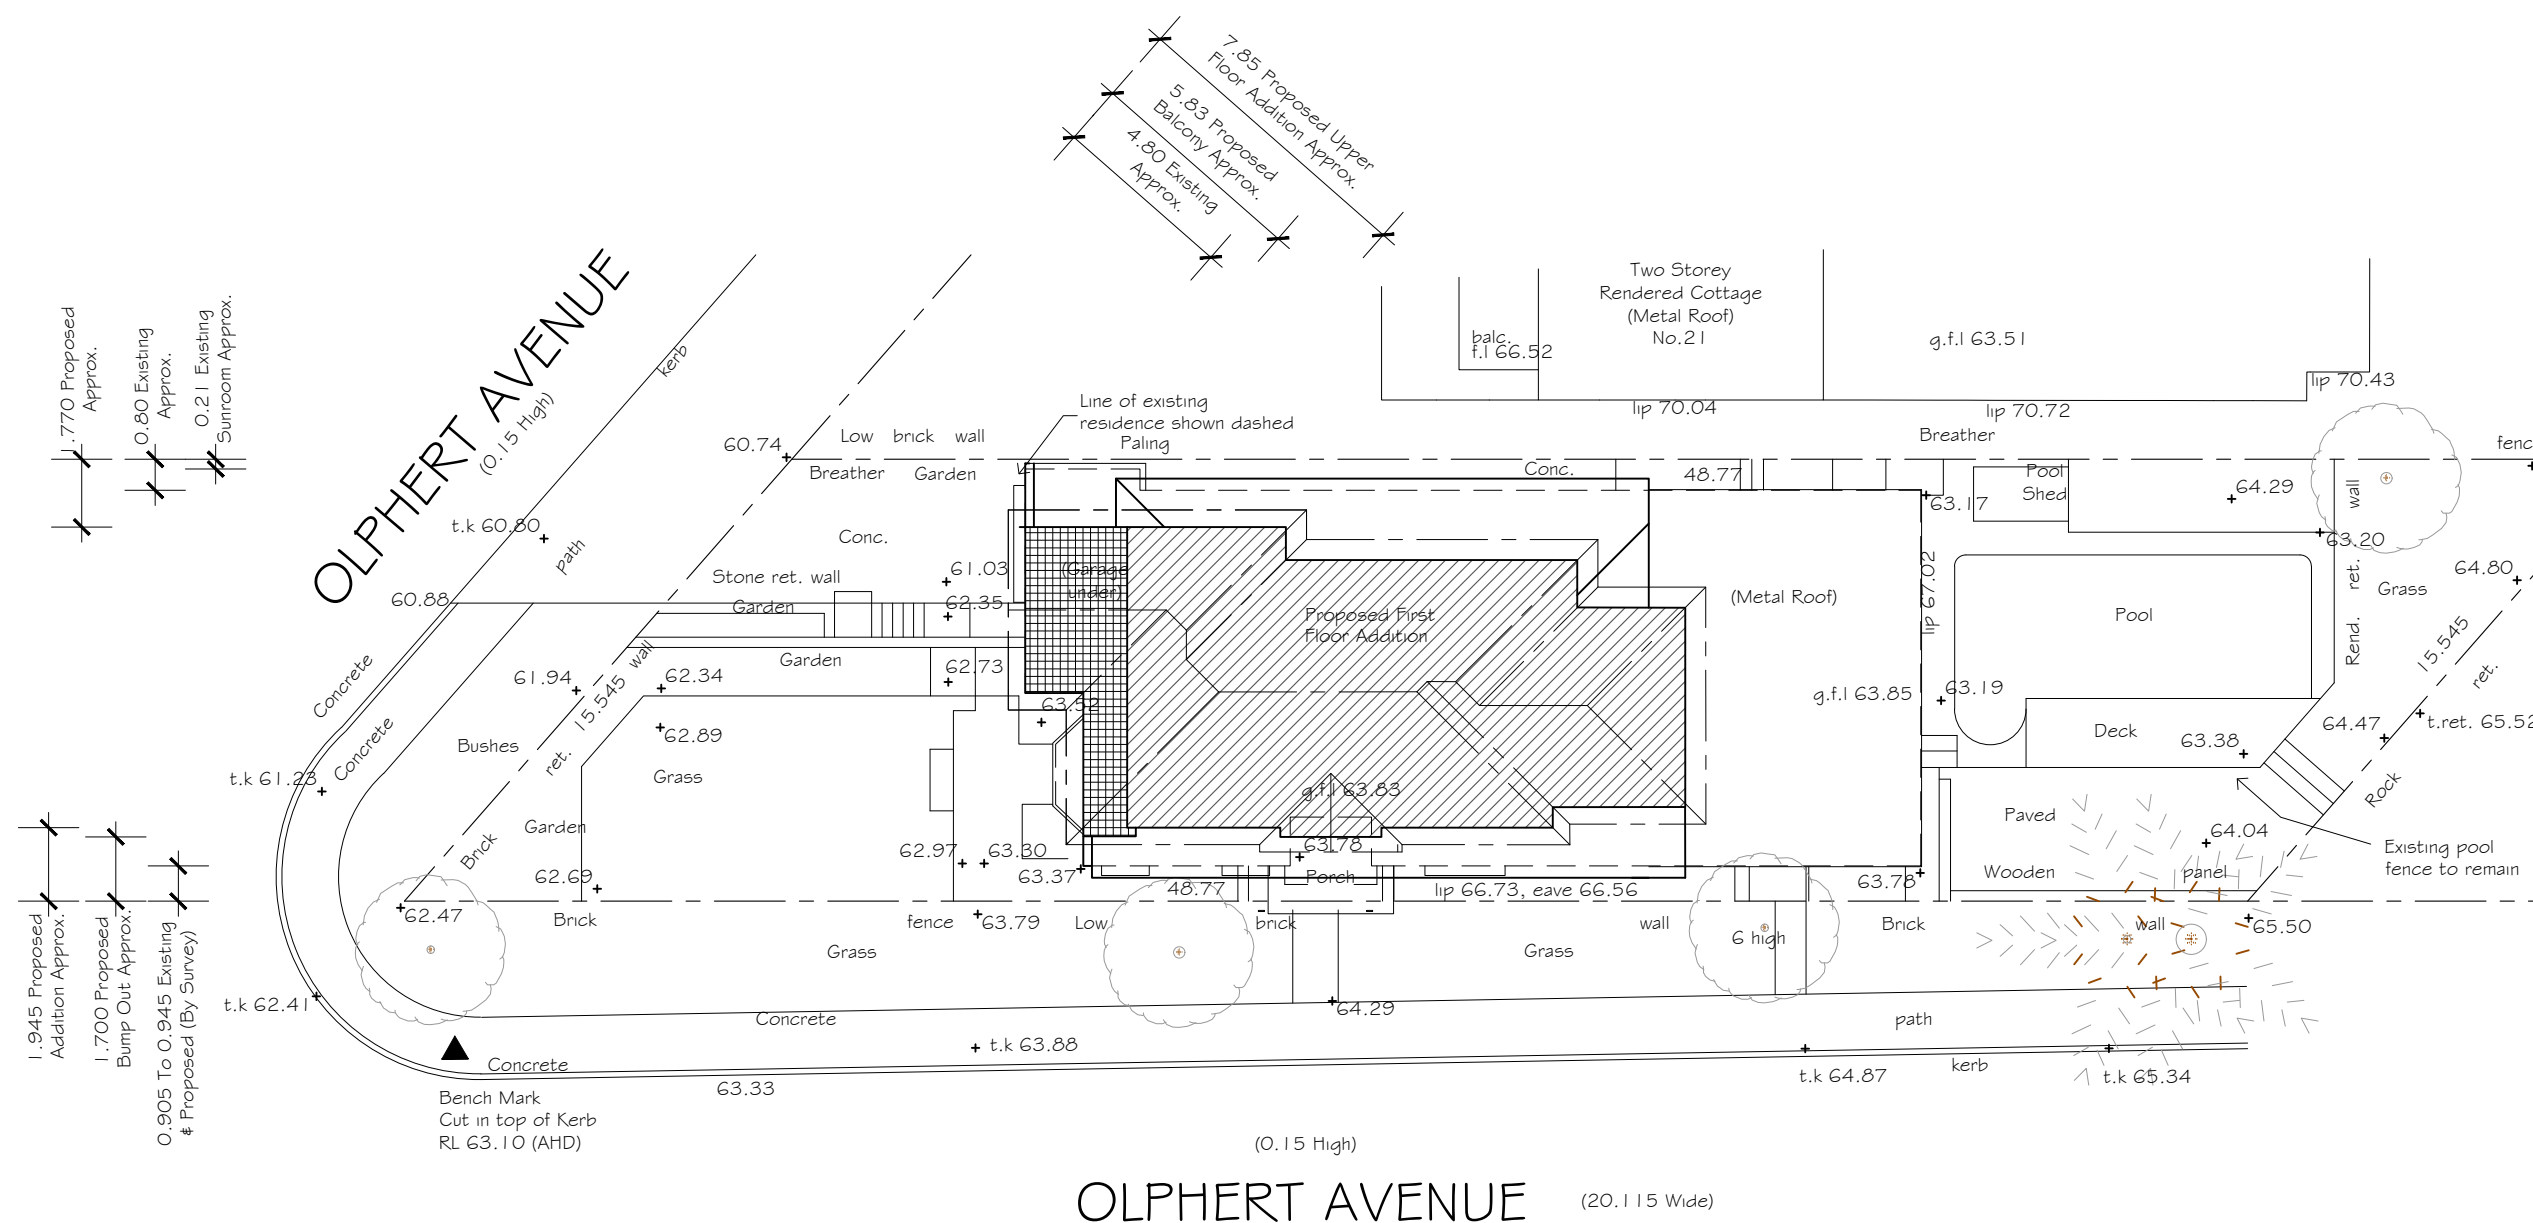 7.85 Proposed Upper
Floor Addition Approx.
5.83 Proposed
Balcony Approx.
4.80 Existing
Approx.
OLPHERT AVENUE
(0.15 High)
kerb
path
1.770 Proposed
Approx.
0.80 Existing
Approx.
0.21 Existing
Sunroom Approx.
Two Storey
Rendered Cottage
(Metal Roof)
No.21
balc.
f.l 66.52
g.f.l 63.51
lip 70.43
lip 70.04
lip 70.72
Line of existing
residence shown dashed
Paling
Breather
60.74
Low brick wall
Breather Garden
Conc.
48.77
Pool
Shed
64.29
wall
63.17
63.20
t.k 60.80
Conc.
61.03
(Garage
under)
Stone ret. wall
Garden
62.35
60.88
Proposed First
Floor Addition
(Metal Roof)
lip 67.02
Pool
ret.
Grass
64.80
Rend.
15.545
ret.
Concrete
wall
Garden
62.73
61.94
62.34
15.545
63.52
g.f.l 63.85
63.19
64.47
t.ret. 65.52
Concrete
Bushes
ret.
62.89
Grass
Deck
63.38
t.k 61.23
g.f.l 63.83
Rock
Paved
Garden
Brick
64.04
62.97
63.30
63.78
Existing pool
fence to remain
62.69
63.37
Porch
48.77
lip 66.73, eave 66.56
63.78
Wooden
panel
62.47
Brick
fence
63.79
Low
brick
wall
6 high
Brick
wall
65.50
Grass
Grass
1.945 Proposed
Addition Approx.
1.700 Proposed
Bump Out Approx.
0.905 To 0.945 Existing
& Proposed (By Survey)
t.k 62.41
64.29
Concrete
path
t.k 63.88
Concrete
63.33
t.k 64.87
kerb
t.k 65.34
Bench Mark
Cut in top of Kerb
RL 63.10 (AHD)
(0.15 High)
OLPHERT AVENUE
(20.115 Wide)